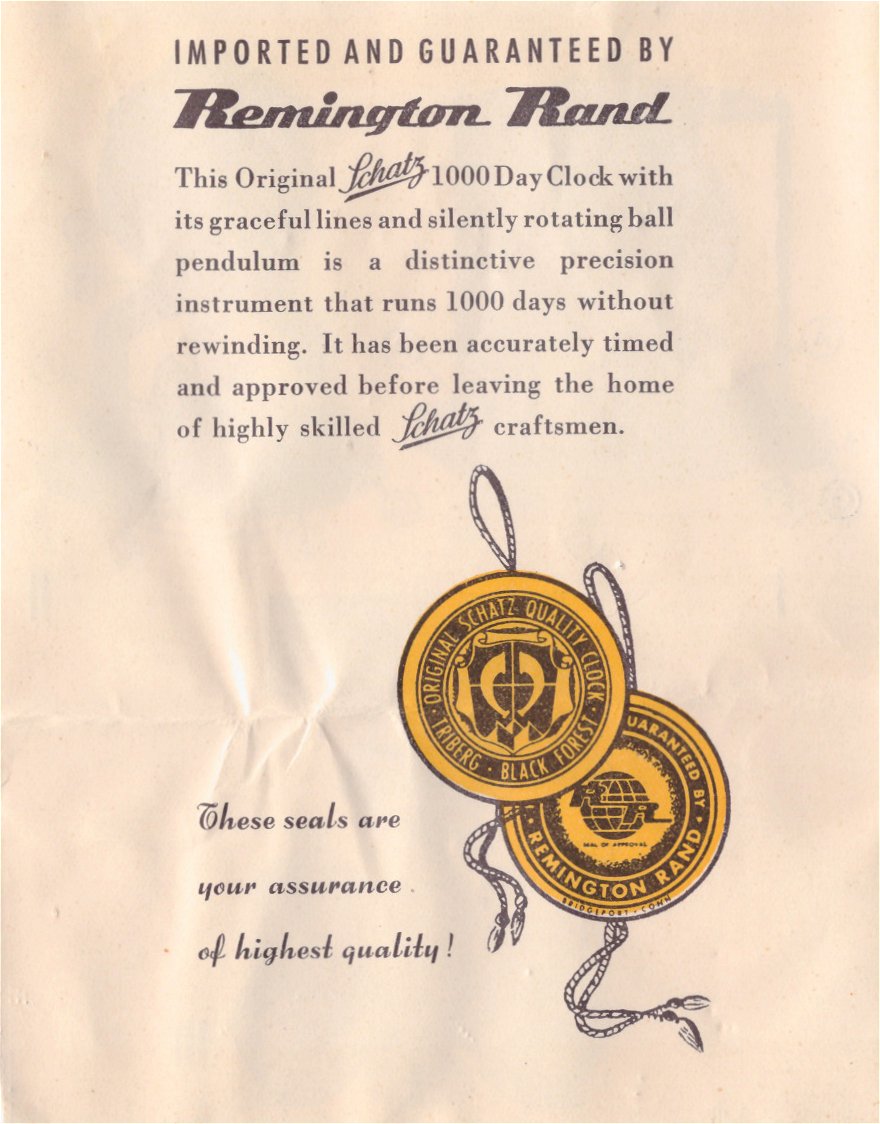 IMPORTED AND GUARANTEED BY
Remington Rand
This Original Schatz 1000 Day Clock with
its graceful lines and silently rotating ball
pendulum is a distinctive precision
instrument that runs 1000 days without
rewinding. It has been accurately timed
and approved before leaving the home
of highly skilled Schatz craftsmen.
· ORIGINAL SCHATZ QUALITY CLOCK ·
TRIBERG · BLACK FOREST
UARANTEED BY ·
R R
SEAL OF APPROVAL
· REMINGTON RAND
BRIDGEPORT · CONN
These seals are
your assurance
of highest quality!